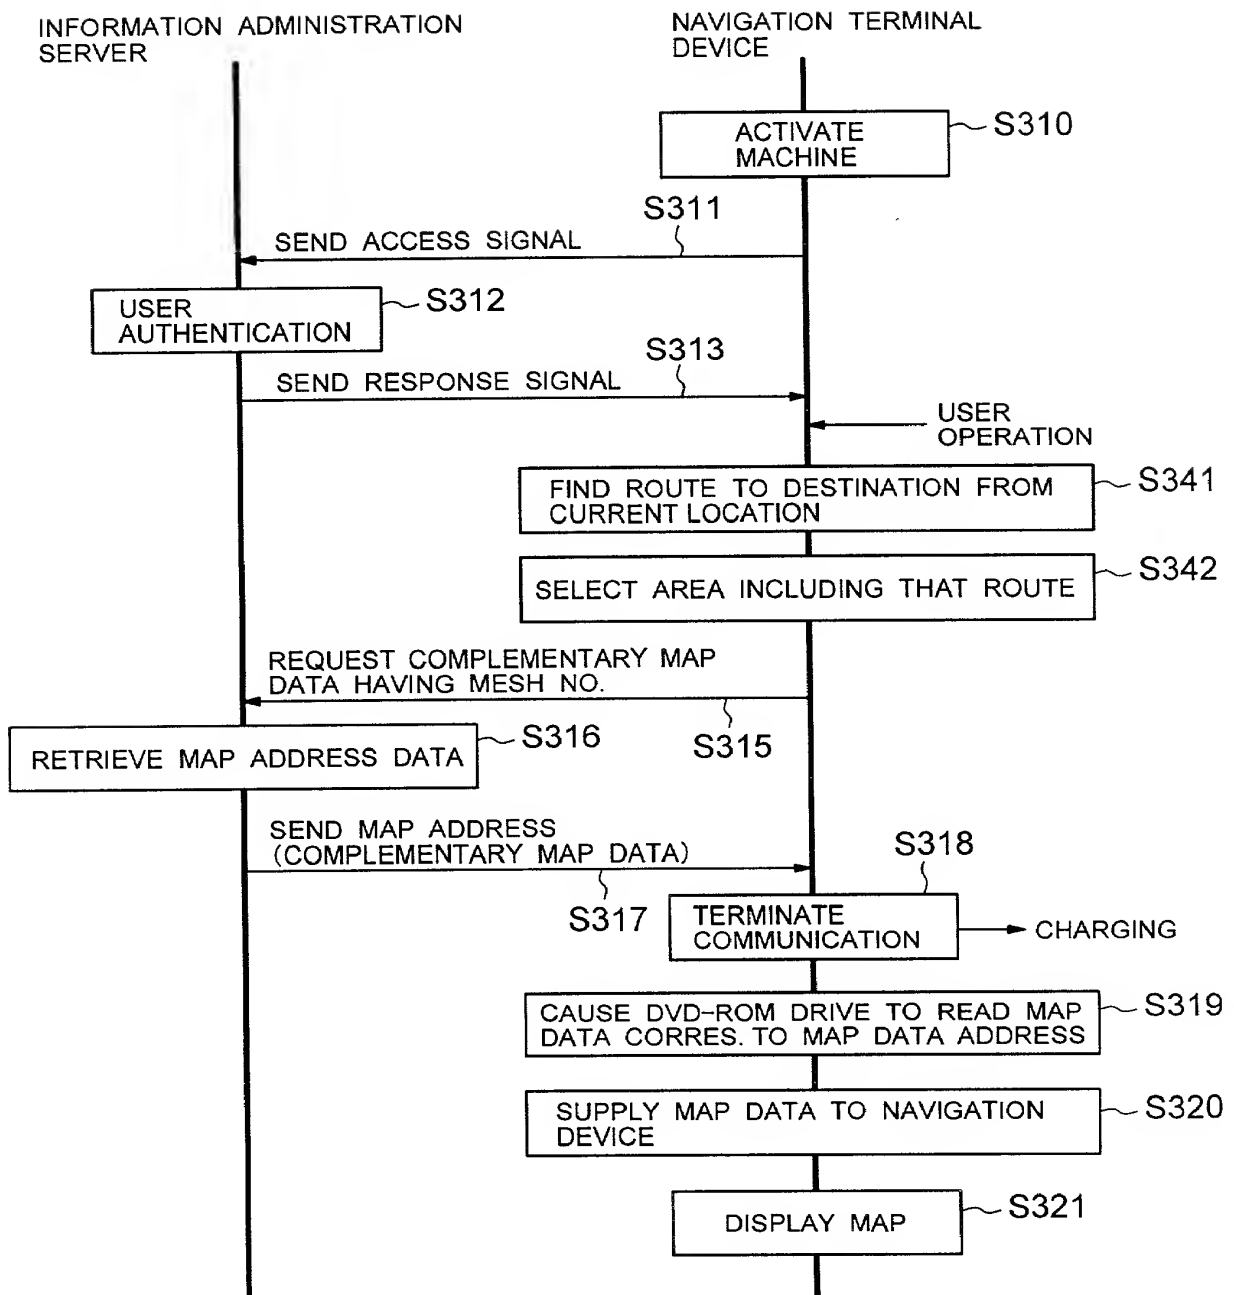 INFORMATION ADMINISTRATION
SERVER
NAVIGATION TERMINAL
DEVICE
ACTIVATE
MACHINE
S310
S311
SEND ACCESS SIGNAL
USER
AUTHENTICATION
S312
S313
SEND RESPONSE SIGNAL
USER
OPERATION
FIND ROUTE TO DESTINATION FROM
CURRENT LOCATION
S341
SELECT AREA INCLUDING THAT ROUTE
S342
REQUEST COMPLEMENTARY MAP
DATA HAVING MESH NO.
S315
RETRIEVE MAP ADDRESS DATA
S316
SEND MAP ADDRESS
(COMPLEMENTARY MAP DATA)
S317
S318
TERMINATE
COMMUNICATION
CHARGING
CAUSE DVD-ROM DRIVE TO READ MAP
DATA CORRES. TO MAP DATA ADDRESS
S319
SUPPLY MAP DATA TO NAVIGATION
DEVICE
S320
DISPLAY MAP
S321